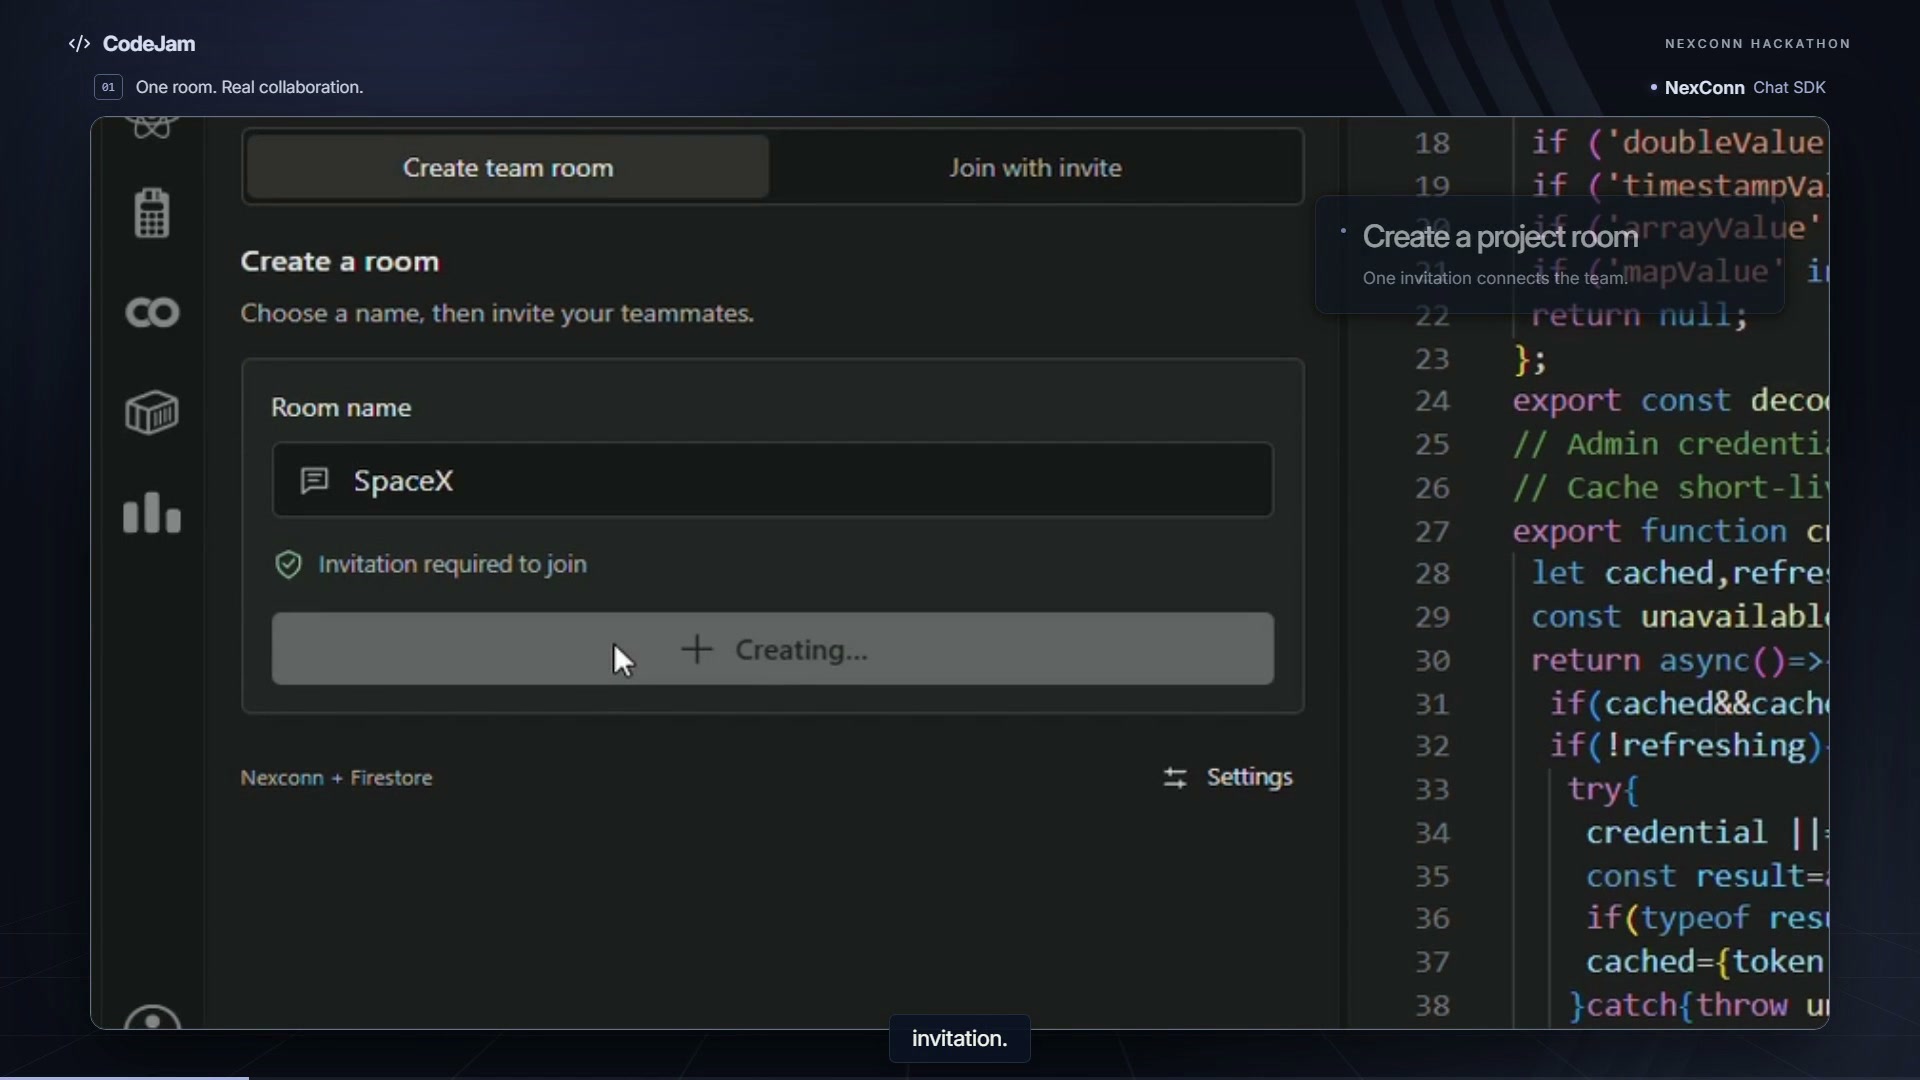 CodeJam
NEXCONN HACKATHON
01 One room. Real collaboration.
NexConn Chat SDK
Create team room
Join with invite
Create a room
Choose a name, then invite your teammates.
Room name
SpaceX
Invitation required to join
+ Creating...
Nexconn + Firestore
Settings
18 if ('doubleValue
19 if ('timestampVa
Create a project room
One invitation connects the team.
'arrayValue'
if ('mapValue' in
22 return null;
23 };
24 export const deco
25 // Admin credentia
26 // Cache short-li
27 export function c
28 let cached,refre
29 const unavailabl
30 return async()=>
31 if(cached&&cach
32 if(!refreshing)
33 try{
34 credential ||=
35 const result=
36 if(typeof res
37 cached={token
38 }catch{throw u
invitation.